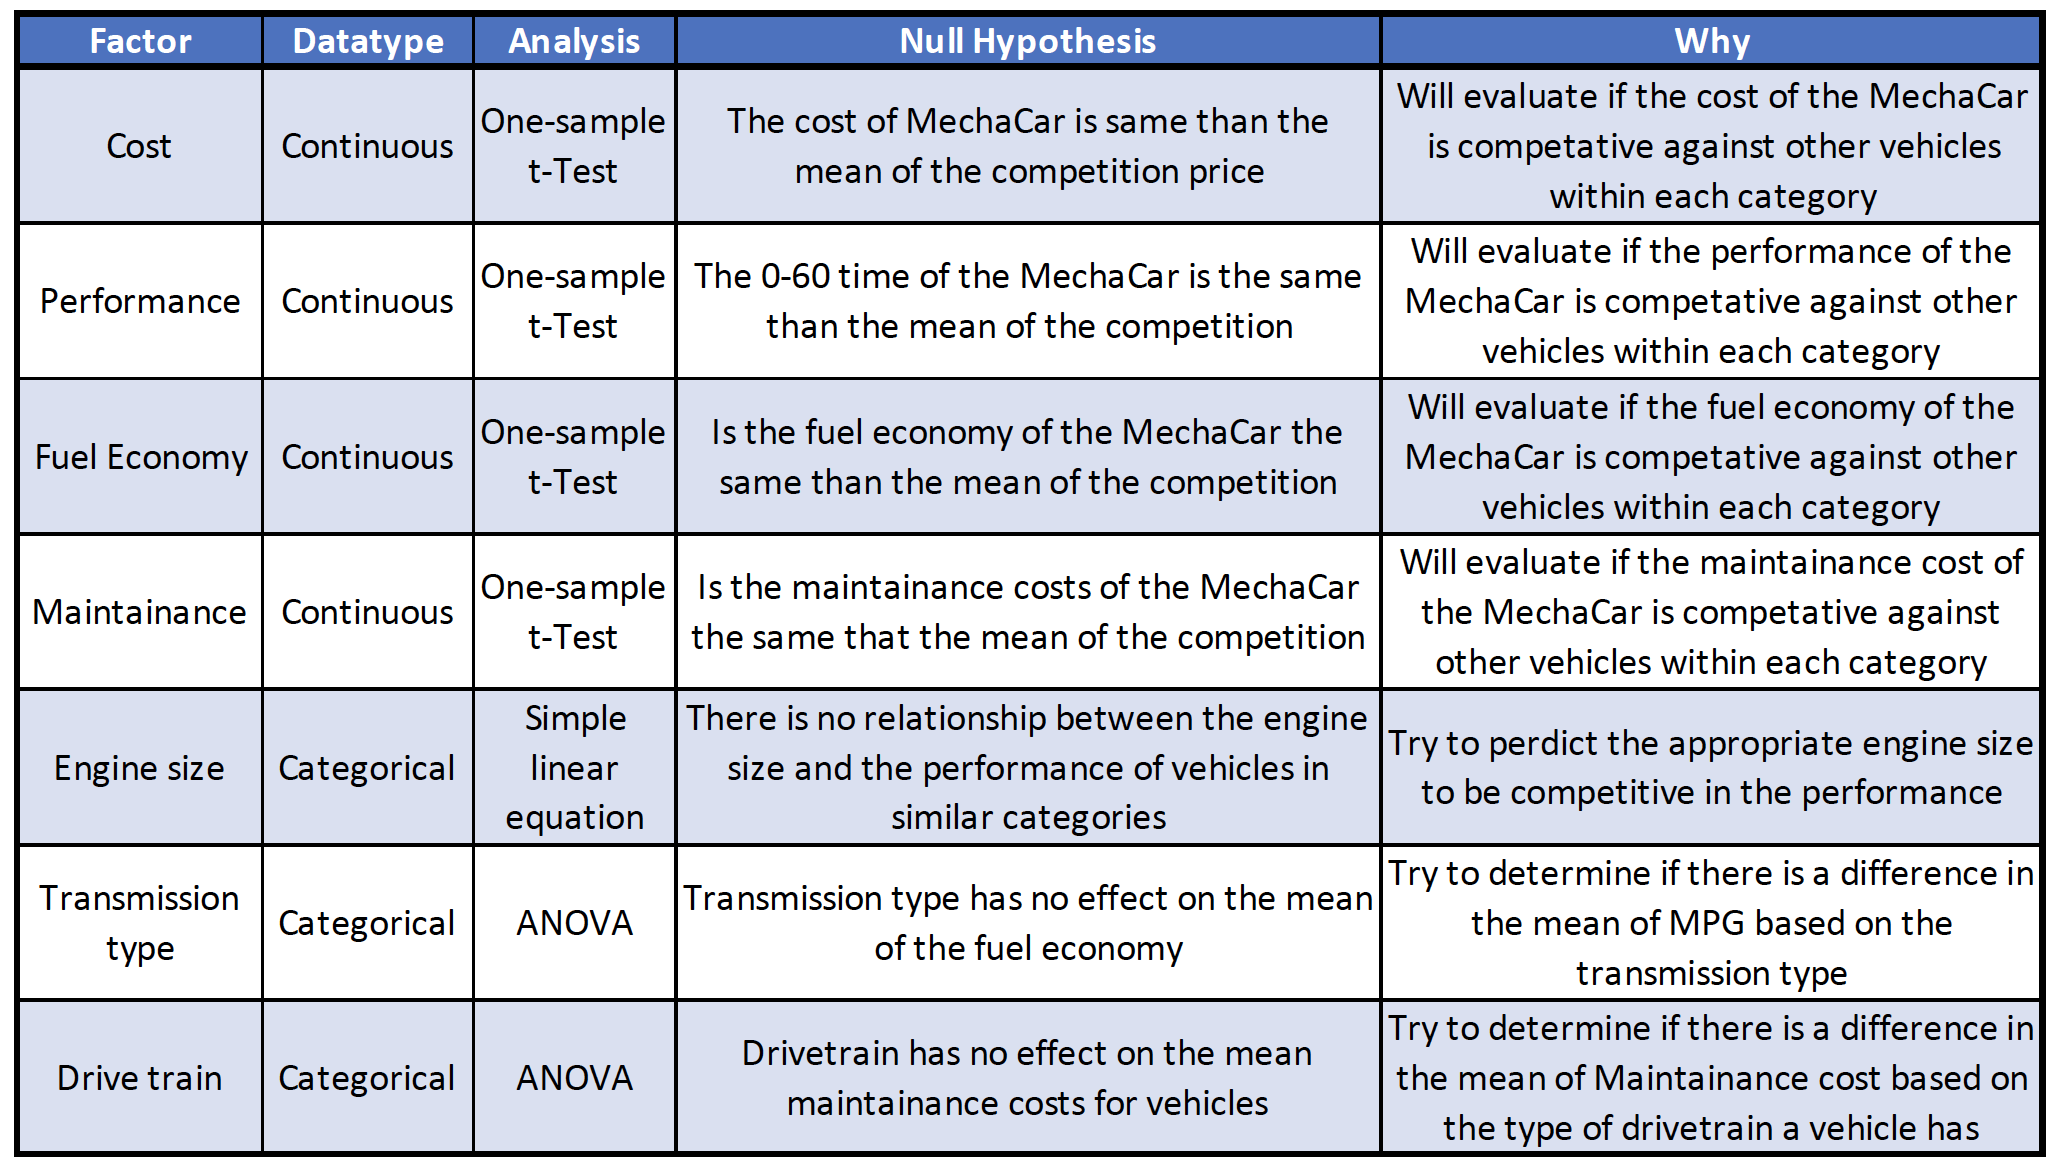 Factor Datatype Analysis Null Hypothesis Why
Cost
Continuous
One-sample
t-Test
The cost of MechaCar is same than the
mean of the competition price
Will evaluate if the cost of the MechaCar
is competative against other vehicles
within each category
Performance
Continuous
One-sample
t-Test
The 0-60 time of the MechaCar is the same
than the mean of the competition
Will evaluate if the performance of the
MechaCar is competative against other
vehicles within each category
Fuel Economy
Continuous
One-sample
t-Test
Is the fuel economy of the MechaCar the
same than the mean of the competition
Will evaluate if the fuel economy of the
MechaCar is competative against other
vehicles within each category
Maintainance
Continuous
One-sample
t-Test
Is the maintainance costs of the MechaCar
the same that the mean of the competition
Will evaluate if the maintainance cost of
the MechaCar is competative against
other vehicles within each category
Engine size
Categorical
Simple
linear
equation
There is no relationship between the engine
size and the performance of vehicles in
similar categories
Try to perdict the appropriate engine size
to be competitive in the performance
Transmission
type
Categorical
ANOVA
Transmission type has no effect on the mean
of the fuel economy
Try to determine if there is a difference in
the mean of MPG based on the
transmission type
Drive train
Categorical
ANOVA
Drivetrain has no effect on the mean
maintainance costs for vehicles
Try to determine if there is a difference in
the mean of Maintainance cost based on
the type of drivetrain a vehicle has